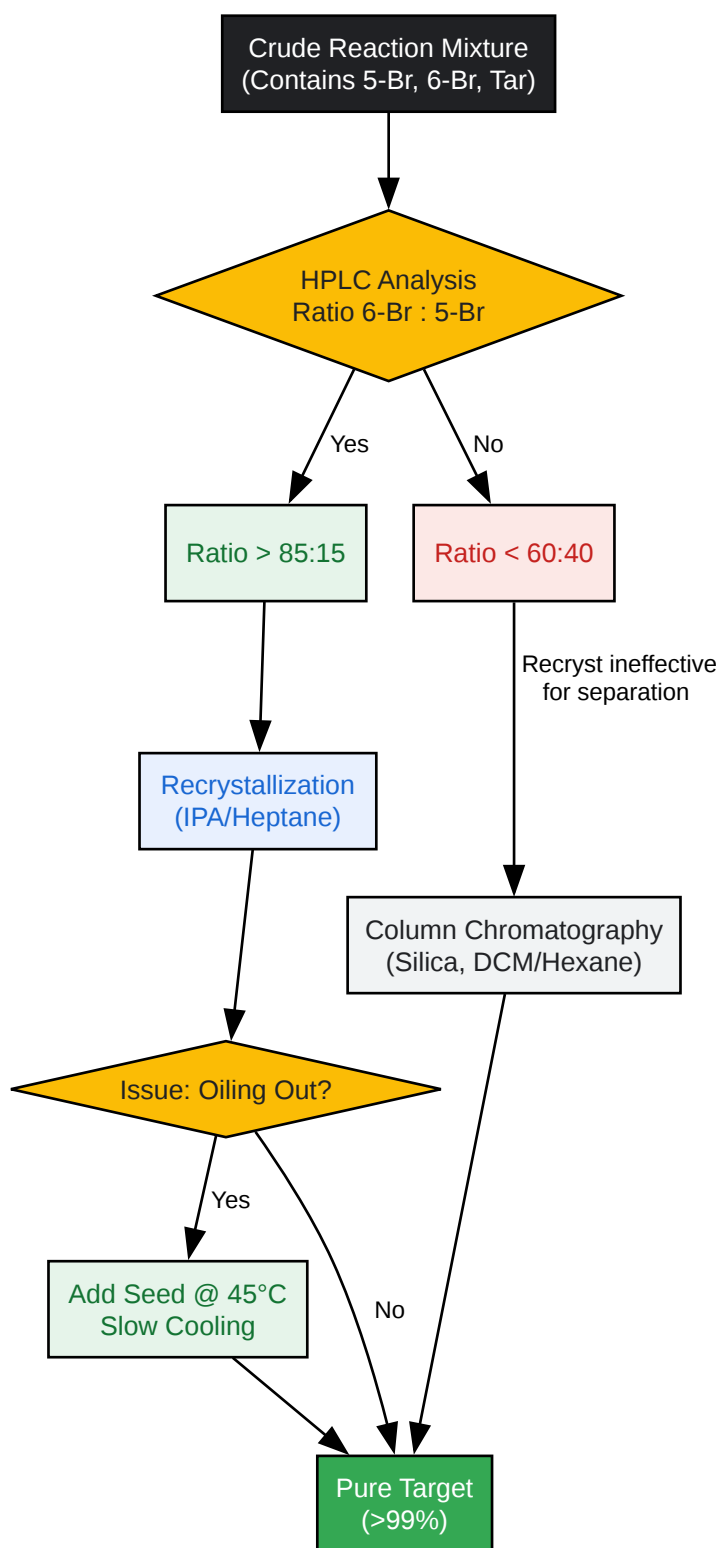 Crude Reaction Mixture
(Contains 5-Br, 6-Br, Tar)
HPLC Analysis
Ratio 6-Br : 5-Br
Yes
No
Ratio > 85:15
Ratio < 60:40
Recryst ineffective
for separation
Recrystallization
(IPA/Heptane)
Column Chromatography
(Silica, DCM/Hexane)
Issue: Oiling Out?
Yes
Add Seed @ 45°C
Slow Cooling
No
Pure Target
(>99%)